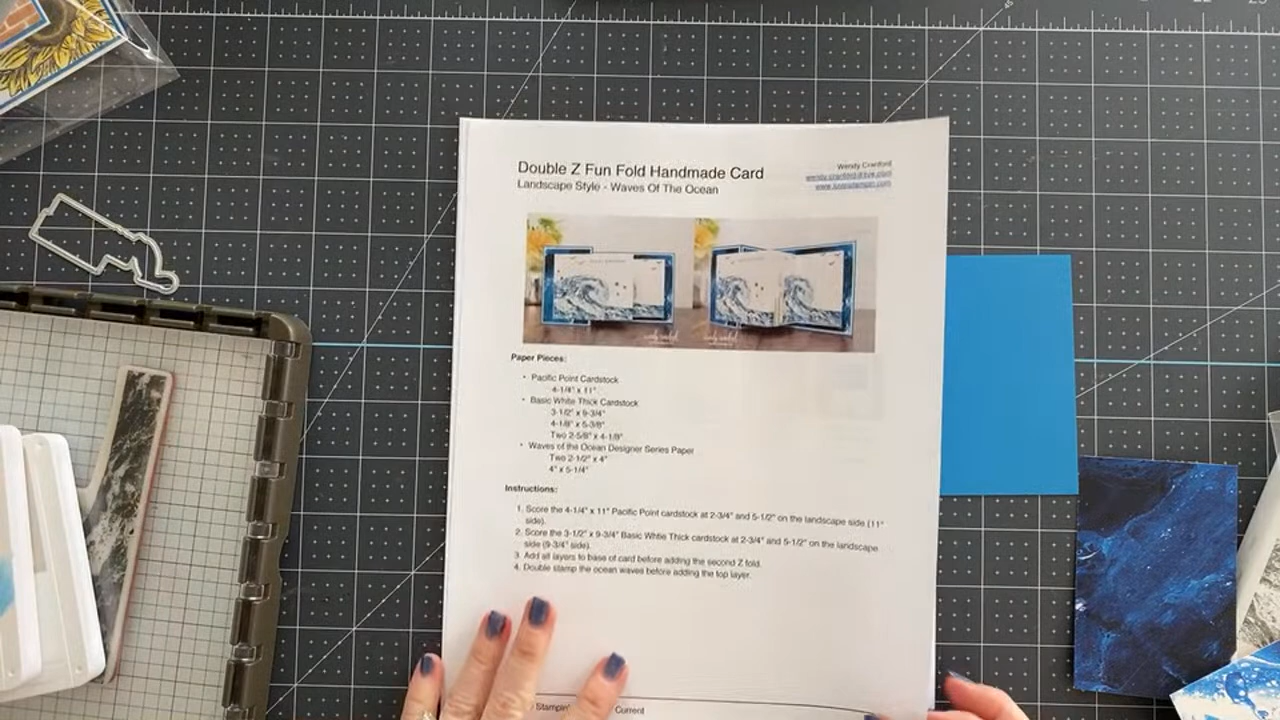 Double Z Fun Fold Handmade Card
Landscape Style - Waves Of The Ocean
Wendy Cranford
Paper Pieces:
• Pacific Point Cardstock
4-1/4" x 11"
• Basic White Thick Cardstock
3-1/2" x 9-3/4"
4-1/8" x 5-3/8"
Two 2-5/8" x 4-1/8"
• Waves of the Ocean Designer Series Paper
Two 2-1/2" x 4"
4" x 5-1/4"
Instructions:
1. Score the 4-1/4" x 11" Pacific Point cardstock at 2-3/4" and 5-1/2" on the landscape side (11"
side).
2. Score the 3-1/2" x 9-3/4" Basic White Thick cardstock at 2-3/4" and 5-1/2" on the landscape
side (9-3/4" side).
3. Add all layers to base of card before adding the second Z fold.
4. Double stamp the ocean waves before adding the top layer.
Stampin' Current